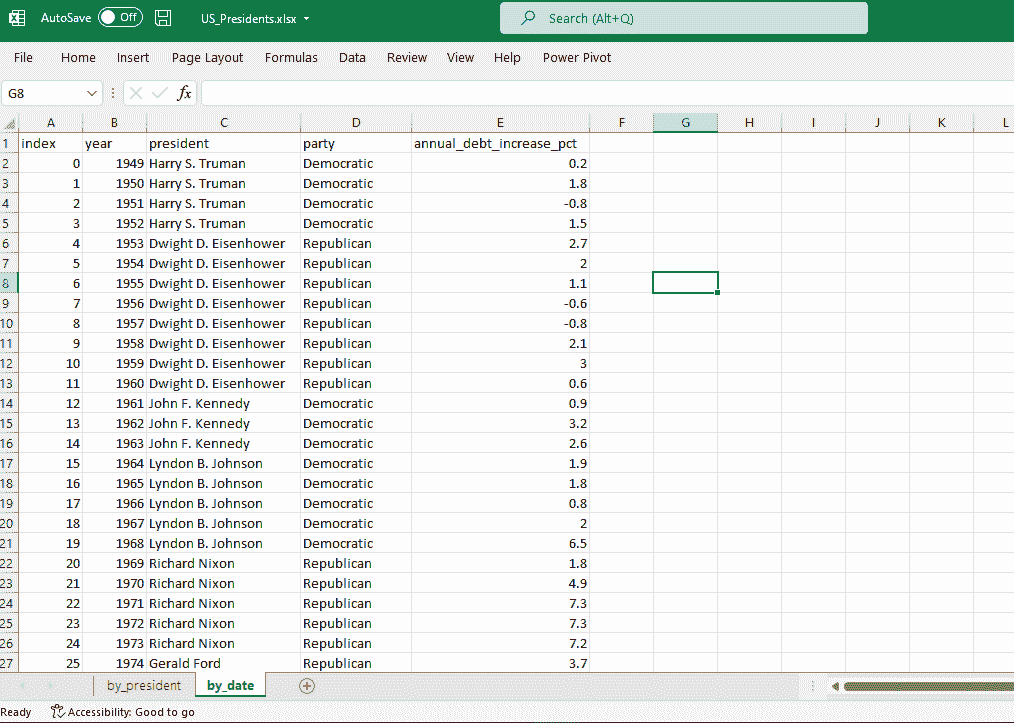 AutoSave Off US_Presidents.xlsx Search (Alt+Q)
File Home Insert Page Layout Formulas Data Review View Help Power Pivot
G8 fx
A B C D E F G H I J K L
1 index year president party annual_debt_increase_pct
2 0 1949 Harry S. Truman Democratic 0.2
3 1 1950 Harry S. Truman Democratic 1.8
4 2 1951 Harry S. Truman Democratic -0.8
5 3 1952 Harry S. Truman Democratic 1.5
6 4 1953 Dwight D. Eisenhower Republican 2.7
7 5 1954 Dwight D. Eisenhower Republican 2
8 6 1955 Dwight D. Eisenhower Republican 1.1
9 7 1956 Dwight D. Eisenhower Republican -0.6
10 8 1957 Dwight D. Eisenhower Republican -0.8
11 9 1958 Dwight D. Eisenhower Republican 2.1
12 10 1959 Dwight D. Eisenhower Republican 3
13 11 1960 Dwight D. Eisenhower Republican 0.6
14 12 1961 John F. Kennedy Democratic 0.9
15 13 1962 John F. Kennedy Democratic 3.2
16 14 1963 John F. Kennedy Democratic 2.6
17 15 1964 Lyndon B. Johnson Democratic 1.9
18 16 1965 Lyndon B. Johnson Democratic 1.8
19 17 1966 Lyndon B. Johnson Democratic 0.8
20 18 1967 Lyndon B. Johnson Democratic 2
21 19 1968 Lyndon B. Johnson Democratic 6.5
22 20 1969 Richard Nixon Republican 1.8
23 21 1970 Richard Nixon Republican 4.9
24 22 1971 Richard Nixon Republican 7.3
25 23 1972 Richard Nixon Republican 7.3
26 24 1973 Richard Nixon Republican 7.2
27 25 1974 Gerald Ford Republican 3.7
by_president by_date
Ready Accessibility: Good to go